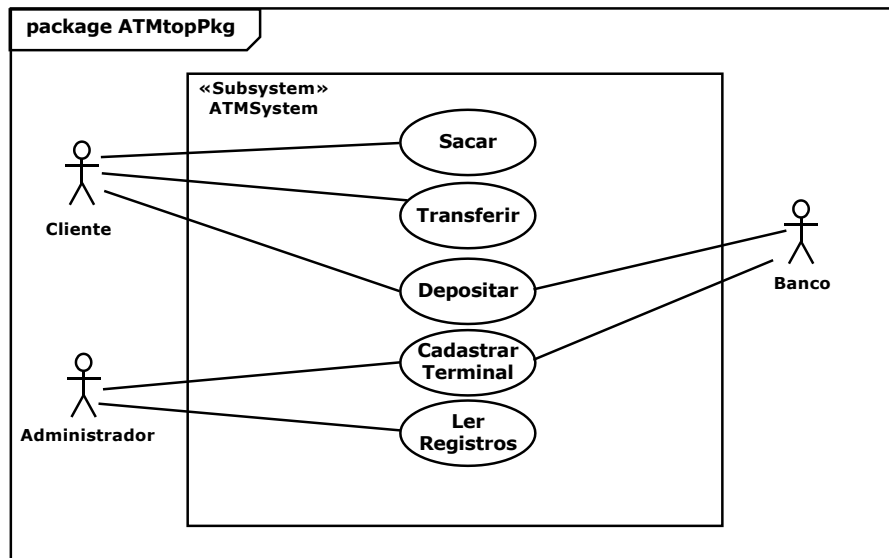 package ATMtopPkg
«Subsystem»
ATMSystem
Sacar
Cliente
Transferir
Banco
Depositar
Cadastrar
Terminal
Administrador
Ler
Registros